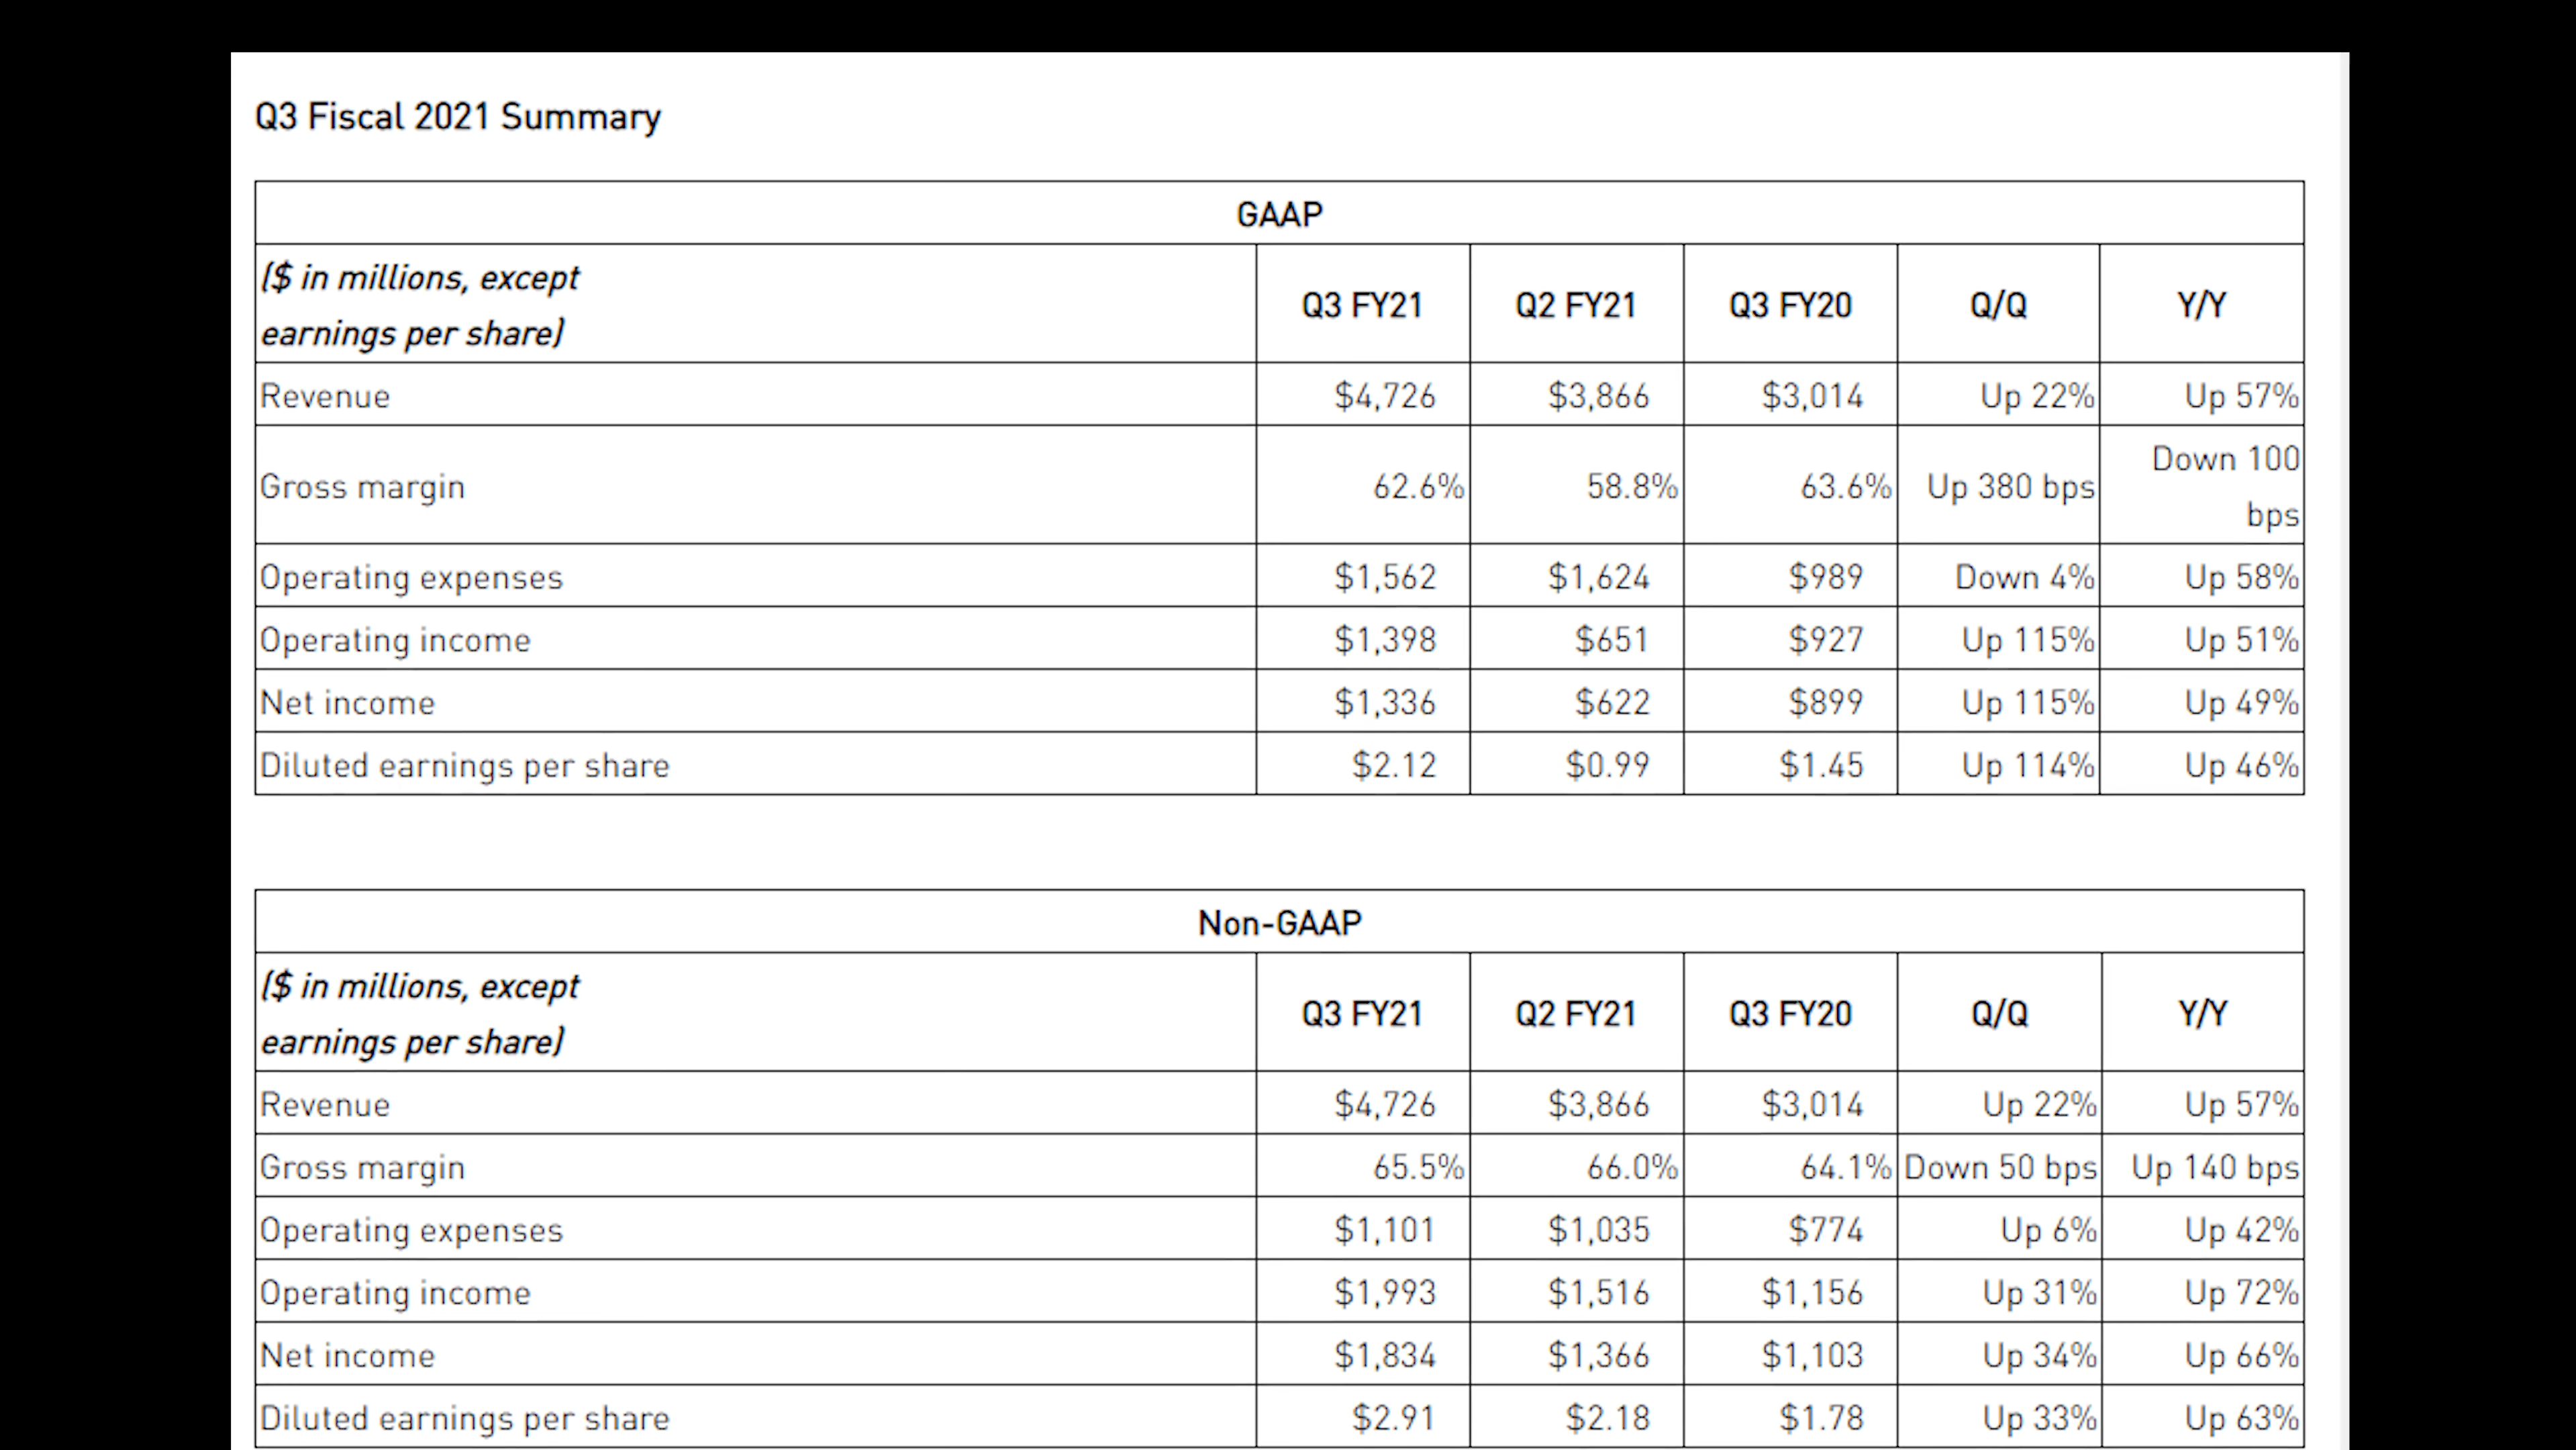 Q3 Fiscal 2021 Summary
GAAP
($ in millions, except
earnings per share) Q3 FY21 Q2 FY21 Q3 FY20 Q/Q Y/Y
Revenue $4,726 $3,866 $3,014 Up 22% Up 57%
Gross margin 62.6% 58.8% 63.6% Up 380 bps Down 100
bps
Operating expenses $1,562 $1,624 $989 Down 4% Up 58%
Operating income $1,398 $651 $927 Up 115% Up 51%
Net income $1,336 $622 $899 Up 115% Up 49%
Diluted earnings per share $2.12 $0.99 $1.45 Up 114% Up 46%
Non-GAAP
($ in millions, except
earnings per share) Q3 FY21 Q2 FY21 Q3 FY20 Q/Q Y/Y
Revenue $4,726 $3,866 $3,014 Up 22% Up 57%
Gross margin 65.5% 66.0% 64.1% Down 50 bps Up 140 bps
Operating expenses $1,101 $1,035 $774 Up 6% Up 42%
Operating income $1,993 $1,516 $1,156 Up 31% Up 72%
Net income $1,834 $1,366 $1,103 Up 34% Up 66%
Diluted earnings per share $2.91 $2.18 $1.78 Up 33% Up 63%